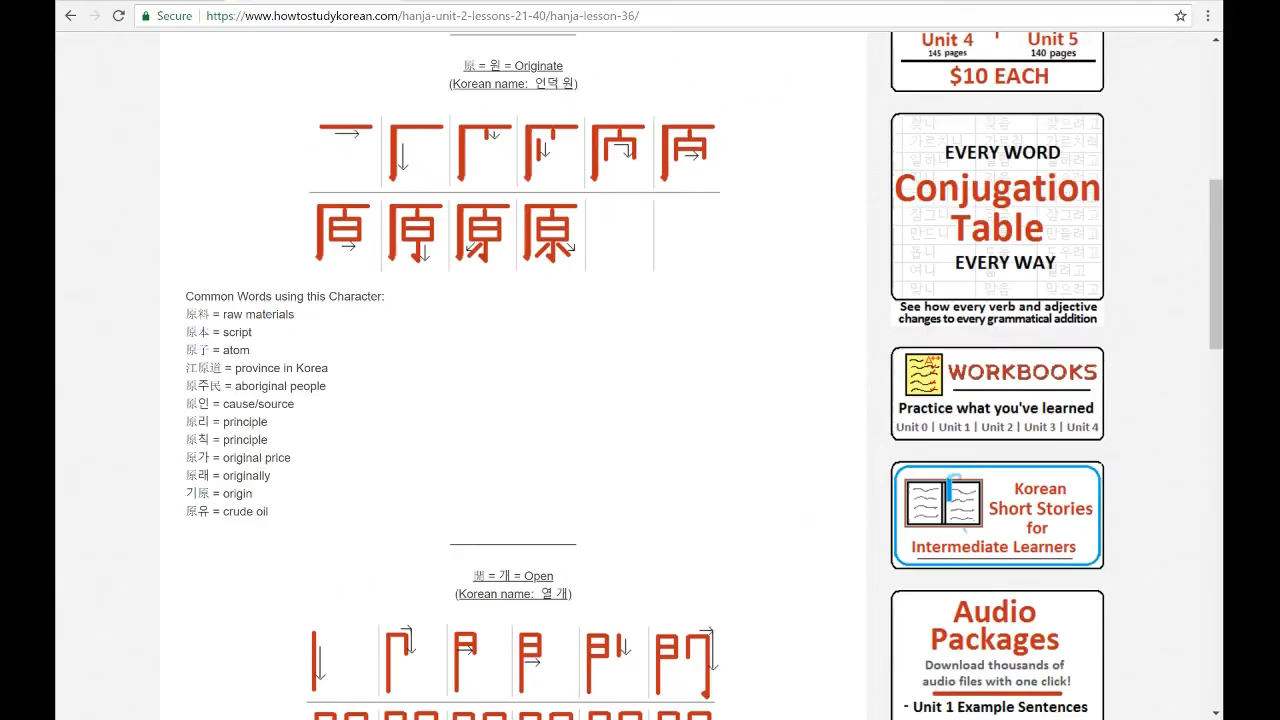 Secure
https://www.howtostudykorean.com/hanja-unit-2-lessons-21-40/hanja-lesson-36/
原 = 원 = Originate
(Korean name: 언덕 원)
Common Words using this Character:
原料 = raw materials
原本 = script
原子 = atom
江原道 = province in Korea
原주民 = aboriginal people
原인 = cause/source
原리 = principle
原칙 = principle
原가 = original price
原래 = originally
기原 = origin
原유 = crude oil
開 = 개 = Open
(Korean name: 열 개)
Unit 4 Unit 5
145 pages 140 pages
$10 EACH
EVERY WORD
Conjugation
Table
EVERY WAY
See how every verb and adjective
changes to every grammatical addition
WORKBOOKS
Practice what you've learned
Unit 0 | Unit 1 | Unit 2 | Unit 3 | Unit 4
Korean
Short Stories
for
Intermediate Learners
Audio
Packages
Download thousands of
audio files with one click!
- Unit 1 Example Sentences